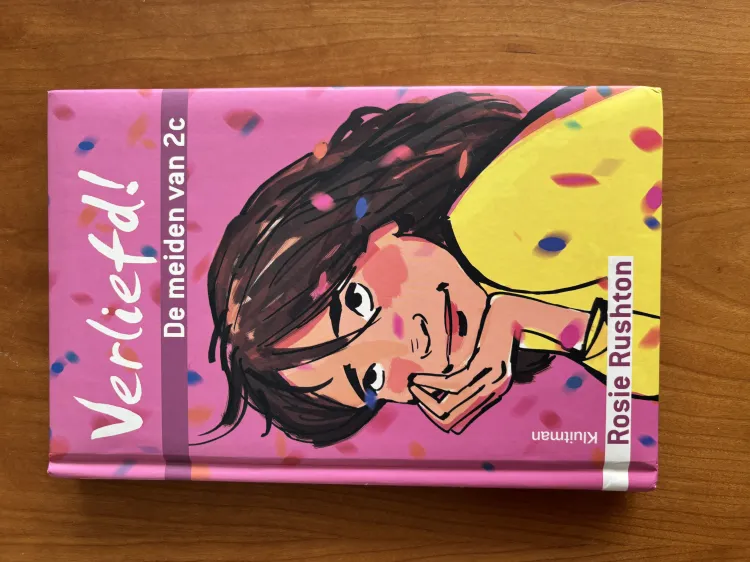 Verliefd!
De meiden van 2c
Kluitman
Rosie Rushton